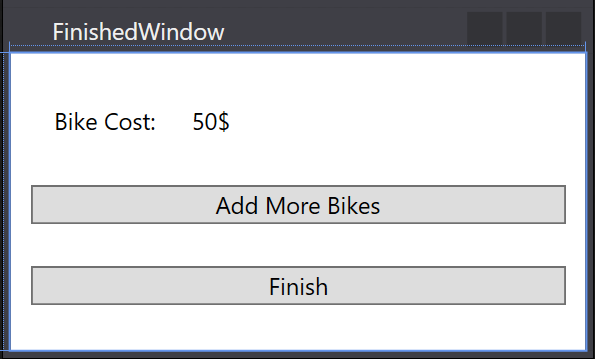 FinishedWindow
Bike Cost: 50$
Add More Bikes
Finish